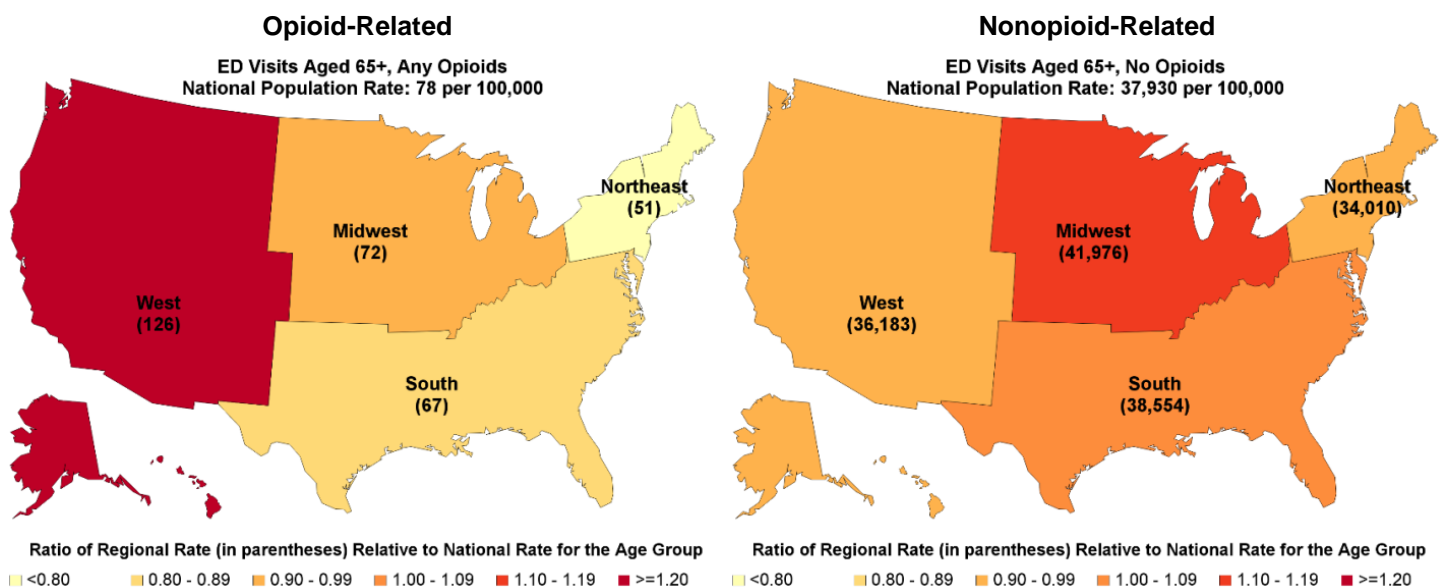 Opioid-Related
ED Visits Aged 65+, Any Opioids
National Population Rate: 78 per 100,000
Northeast
(51)
Midwest
(72)
West
(126)
South
(67)
Ratio of Regional Rate (in parentheses) Relative to National Rate for the Age Group
<0.80 0.80 - 0.89 0.90 - 0.99 1.00 - 1.09 1.10 - 1.19 >=1.20
Nonopioid-Related
ED Visits Aged 65+, No Opioids
National Population Rate: 37,930 per 100,000
Northeast
(34,010)
Midwest
(41,976)
West
(36,183)
South
(38,554)
Ratio of Regional Rate (in parentheses) Relative to National Rate for the Age Group
<0.80 0.80 - 0.89 0.90 - 0.99 1.00 - 1.09 1.10 - 1.19 >=1.20